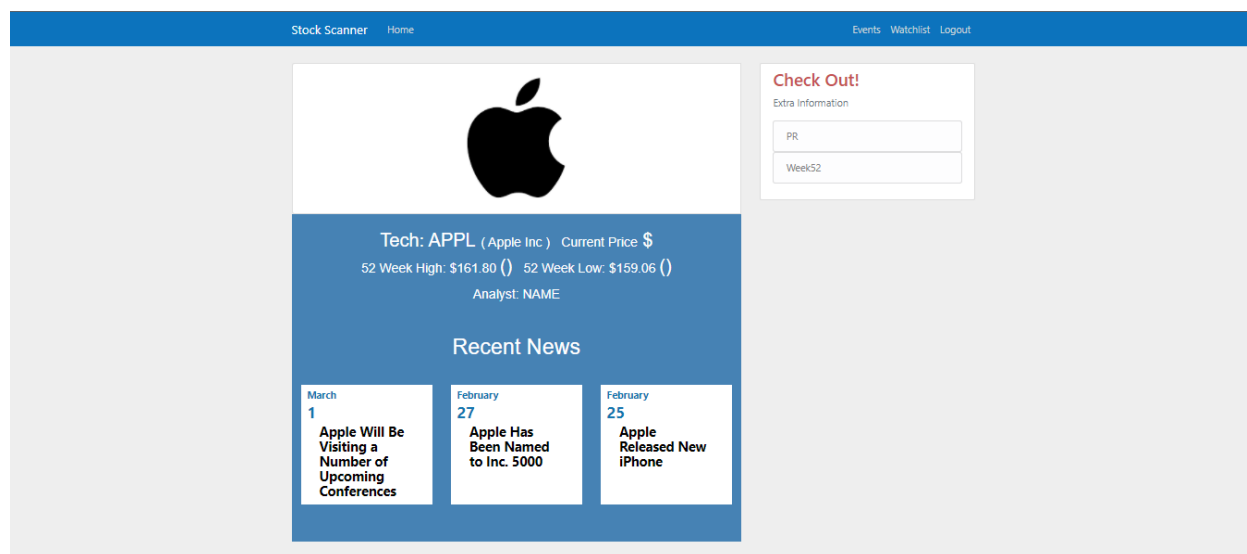 Stock Scanner Home Events Watchlist Logout
Tech: APPL ( Apple Inc ) Current Price $
52 Week High: $161.80 () 52 Week Low: $159.06 ()
Analyst: NAME
Recent News
March
1
Apple Will Be
Visiting a
Number of
Upcoming
Conferences
February
27
Apple Has
Been Named
to Inc. 5000
February
25
Apple
Released New
iPhone
Check Out!
Extra Information
PR
Week52